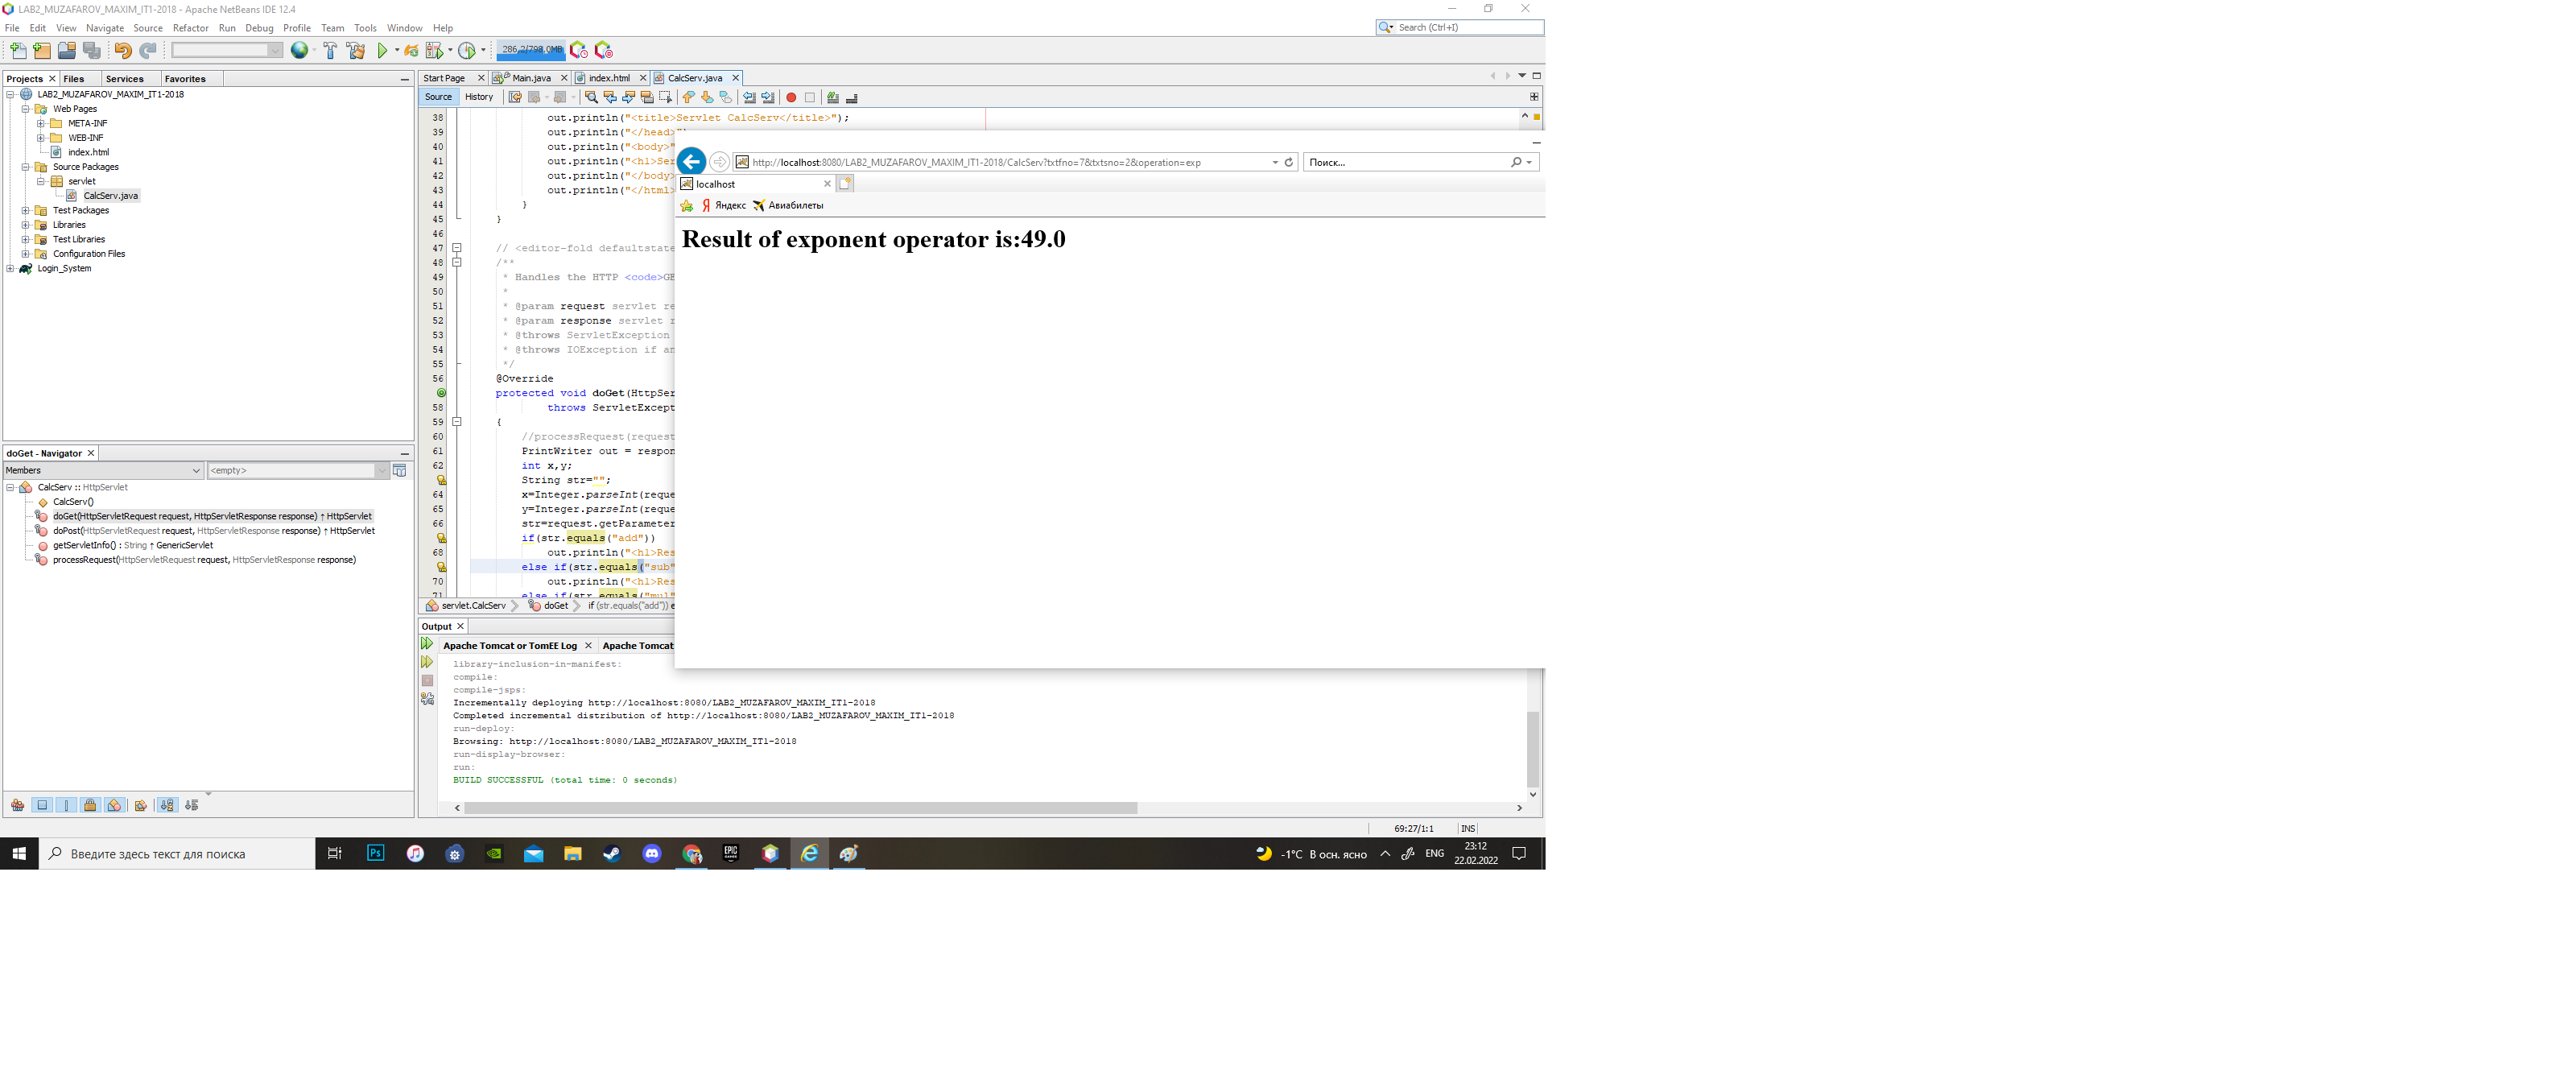 LAB2_MUZAFAROV_MAXIM_IT1-2018 - Apache NetBeans IDE 12.4
File Edit View Navigate Source Refactor Run Debug Profile Team Tools Window Help
Search (Ctrl+I)
286,2/798,0MB
Projects Files Services Favorites
LAB2_MUZAFAROV_MAXIM_IT1-2018
Web Pages
META-INF
WEB-INF
index.html
Source Packages
servlet
CalcServ.java
Test Packages
Libraries
Test Libraries
Configuration Files
Login_System
doGet - Navigator
Members
<empty>
CalcServ :: HttpServlet
CalcServ()
doGet(HttpServletRequest request, HttpServletResponse response) ↑ HttpServlet
doPost(HttpServletRequest request, HttpServletResponse response) ↑ HttpServlet
getServletInfo() : String ↑ GenericServlet
processRequest(HttpServletRequest request, HttpServletResponse response)
Start Page Main.java index.html CalcServ.java
Source History
38 out.println("<title>Servlet CalcServ</title>");
39 out.println("</head>");
40 out.println("<body>"
41 out.println("<h1>Ser
42 out.println("</body>
43 out.println("</html>
44 }
45 }
46
47 // <editor-fold defaultstate
48 /**
49 * Handles the HTTP <code>GE
50 *
51 * @param request servlet re
52 * @param response servlet r
53 * @throws ServletException
54 * @throws IOException if an
55 */
56 @Override
protected void doGet(HttpSer
58 throws ServletExcept
59 {
60 //processRequest(request
61 PrintWriter out = respon
62 int x,y;
String str="";
64 x=Integer.parseInt(reque
65 y=Integer.parseInt(reque
66 str=request.getParameter
if(str.equals("add"))
68 out.println("<h1>Res
else if(str.equals("sub"
70 out.println("<h1>Res
71 else if(str.equals("mul"
servlet.CalcServ doGet if (str.equals("add")) e
http://localhost:8080/LAB2_MUZAFAROV_MAXIM_IT1-2018/CalcServ?txtfno=7&txtsno=2&operation=exp
Поиск...
localhost
Яндекс Авиабилеты
Result of exponent operator is:49.0
Output
Apache Tomcat or TomEE Log Apache Tomcat
library-inclusion-in-manifest:
compile:
compile-jsps:
Incrementally deploying http://localhost:8080/LAB2_MUZAFAROV_MAXIM_IT1-2018
Completed incremental distribution of http://localhost:8080/LAB2_MUZAFAROV_MAXIM_IT1-2018
run-deploy:
Browsing: http://localhost:8080/LAB2_MUZAFAROV_MAXIM_IT1-2018
run-display-browser:
run:
BUILD SUCCESSFUL (total time: 0 seconds)
69:27/1:1 INS
Введите здесь текст для поиска
Ps
EPIC GAMES
-1°C В осн. ясно
ENG
23:12
22.02.2022